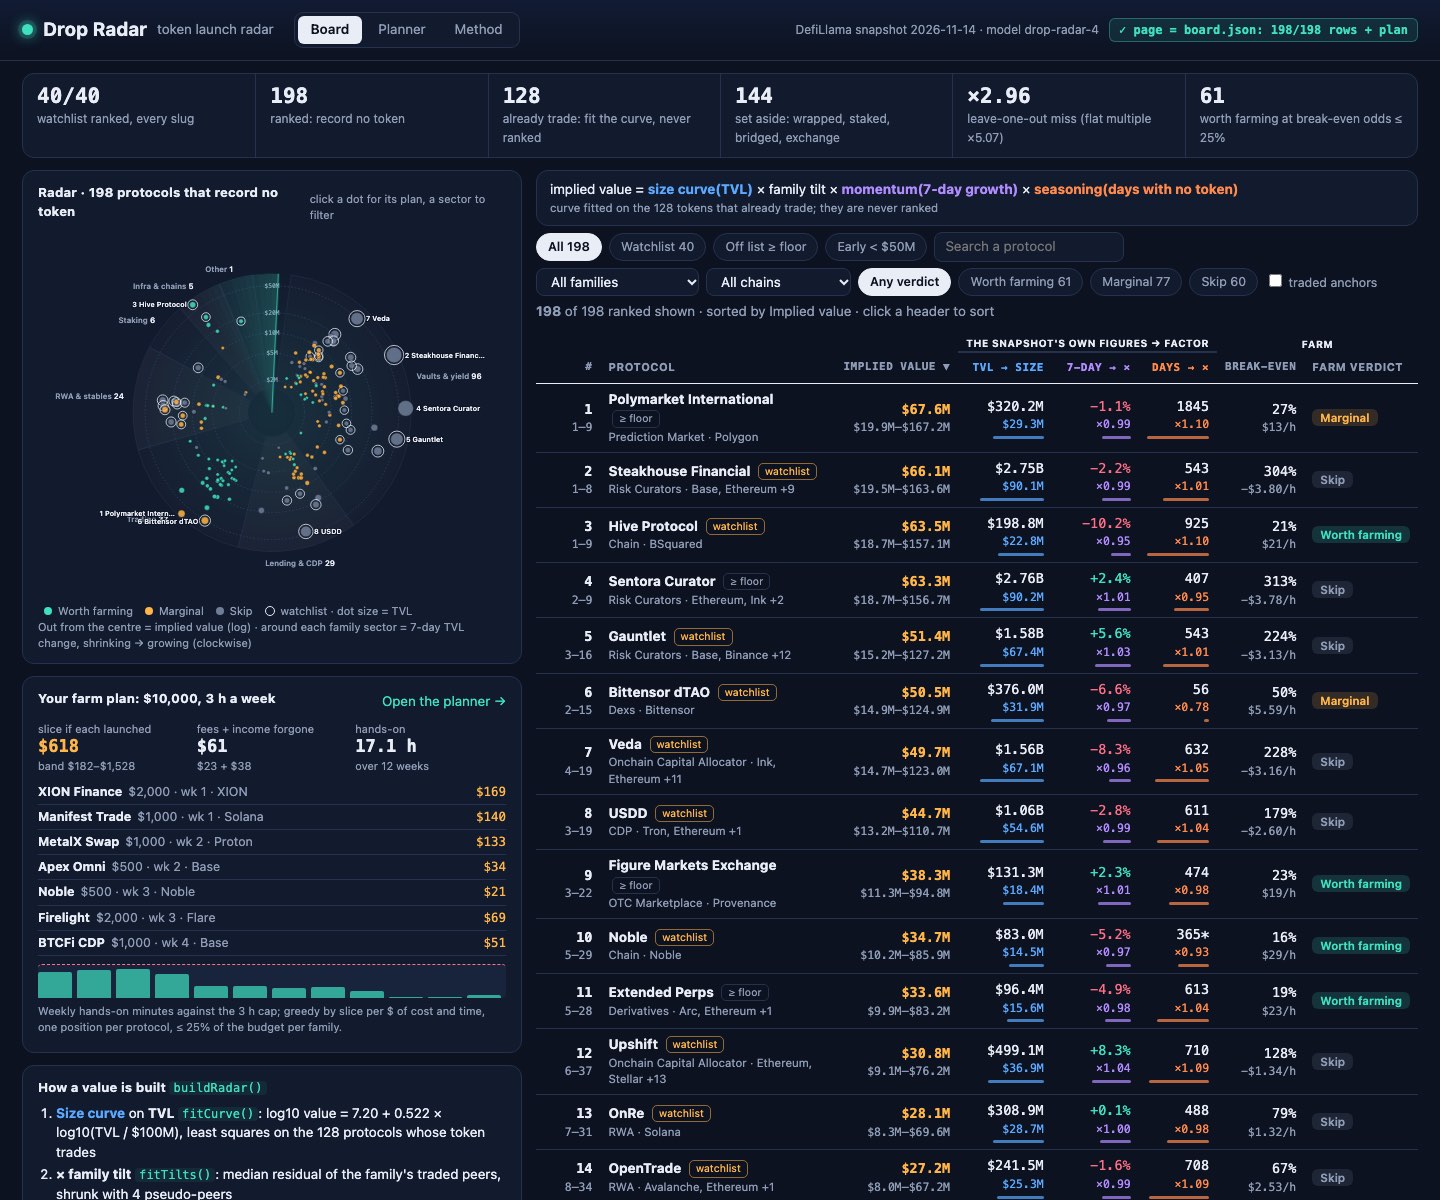 Drop Radar token launch radar Board Planner Method DefiLlama snapshot 2026-11-14 · model drop-radar-4 ✓ page = board.json: 198/198 rows + plan
40/40
watchlist ranked, every slug
198
ranked: record no token
128
already trade: fit the curve, never
ranked
144
set aside: wrapped, staked,
bridged, exchange
×2.96
leave-one-out miss (flat multiple
×5.07)
61
worth farming at break-even odds ≤
25%
Radar · 198 protocols that record no
token
click a dot for its plan, a sector to
filter
Other 1
Infra & chains 5
3 Hive Protocol
Staking 6
RWA & stables 24
$50M
$20M
$10M
$5M
$2M
7 Veda
2 Steakhouse Financ...
Vaults & yield 96
4 Sentora Curator
5 Gauntlet
1 Polymarket Intern...
6 Bittensor dTAO
8 USDD
Lending & CDP 29
Worth farming Marginal Skip watchlist · dot size = TVL
Out from the centre = implied value (log) · around each family sector = 7-day TVL
change, shrinking → growing (clockwise)
Your farm plan: $10,000, 3 h a week
Open the planner →
slice if each launched
$618
band $182–$1,528
fees + income forgone
$61
$23 + $38
hands-on
17.1 h
over 12 weeks
XION Finance $2,000 · wk 1 · XION $169
Manifest Trade $1,000 · wk 1 · Solana $140
MetalX Swap $1,000 · wk 2 · Proton $133
Apex Omni $500 · wk 2 · Base $34
Noble $500 · wk 3 · Noble $21
Firelight $2,000 · wk 3 · Flare $69
BTCFi CDP $1,000 · wk 4 · Base $51
Weekly hands-on minutes against the 3 h cap; greedy by slice per $ of cost and time,
one position per protocol, ≤ 25% of the budget per family.
How a value is built buildRadar()
1. Size curve on TVL fitCurve() : log10 value = 7.20 + 0.522 ×
log10(TVL / $100M), least squares on the 128 protocols whose token
trades
2. × family tilt fitTilts() : median residual of the family's traded peers,
shrunk with 4 pseudo-peers
implied value = size curve(TVL) × family tilt × momentum(7-day growth) × seasoning(days with no token)
curve fitted on the 128 tokens that already trade; they are never ranked
All 198 Watchlist 40 Off list ≥ floor Early < $50M Search a protocol
All families All chains Any verdict Worth farming 61 Marginal 77 Skip 60 traded anchors
198 of 198 ranked shown · sorted by Implied value · click a header to sort
THE SNAPSHOT'S OWN FIGURES → FACTOR FARM
# PROTOCOL IMPLIED VALUE ▼ TVL → SIZE 7-DAY → × DAYS → × BREAK-EVEN FARM VERDICT
1 Polymarket International $67.6M $320.2M −1.1% 1845 27% Marginal
≥ floor
1–9 Prediction Market · Polygon $19.9M–$167.2M $29.3M ×0.99 ×1.10 $13/h
2 Steakhouse Financial watchlist $66.1M $2.75B −2.2% 543 304% Skip
1–8 Risk Curators · Base, Ethereum +9 $19.5M–$163.6M $90.1M ×0.99 ×1.01 −$3.80/h
3 Hive Protocol watchlist $63.5M $198.8M −10.2% 925 21% Worth farming
1–9 Chain · BSquared $18.7M–$157.1M $22.8M ×0.95 ×1.10 $21/h
4 Sentora Curator ≥ floor $63.3M $2.76B +2.4% 407 313% Skip
2–9 Risk Curators · Ethereum, Ink +2 $18.7M–$156.7M $90.2M ×1.01 ×0.95 −$3.78/h
5 Gauntlet watchlist $51.4M $1.58B +5.6% 543 224% Skip
3–16 Risk Curators · Base, Binance +12 $15.2M–$127.2M $67.4M ×1.03 ×1.01 −$3.13/h
6 Bittensor dTAO watchlist $50.5M $376.0M −6.6% 56 50% Marginal
2–15 Dexs · Bittensor $14.9M–$124.9M $31.9M ×0.97 ×0.78 $5.59/h
7 Veda watchlist $49.7M $1.56B −8.3% 632 228% Skip
4–19 Onchain Capital Allocator · Ink, $14.7M–$123.0M $67.1M ×0.96 ×1.05 −$3.16/h
Ethereum +11
8 USDD watchlist $44.7M $1.06B −2.8% 611 179% Skip
3–19 CDP · Tron, Ethereum +1 $13.2M–$110.7M $54.6M ×0.99 ×1.04 −$2.60/h
9 Figure Markets Exchange $38.3M $131.3M +2.3% 474 23% Worth farming
≥ floor
3–22 OTC Marketplace · Provenance $11.3M–$94.8M $18.4M ×1.01 ×0.98 $19/h
10 Noble watchlist $34.7M $83.0M −5.2% 365* 16% Worth farming
5–29 Chain · Noble $10.2M–$85.9M $14.5M ×0.97 ×0.93 $29/h
11 Extended Perps ≥ floor $33.6M $96.4M −4.9% 613 19% Worth farming
5–28 Derivatives · Arc, Ethereum +1 $9.9M–$83.2M $15.6M ×0.98 ×1.04 $23/h
12 Upshift watchlist $30.8M $499.1M +8.3% 710 128% Skip
6–37 Onchain Capital Allocator · Ethereum, $9.1M–$76.2M $36.9M ×1.04 ×1.09 −$1.34/h
Stellar +13
13 OnRe watchlist $28.1M $308.9M +0.1% 488 79% Skip
7–31 RWA · Solana $8.3M–$69.6M $28.7M ×1.00 ×0.98 $1.32/h
14 OpenTrade watchlist $27.2M $241.5M −1.6% 708 67% Skip
8–34 RWA · Avalanche, Ethereum +1 $8.0M–$67.2M $25.3M ×0.99 ×1.09 $2.53/h